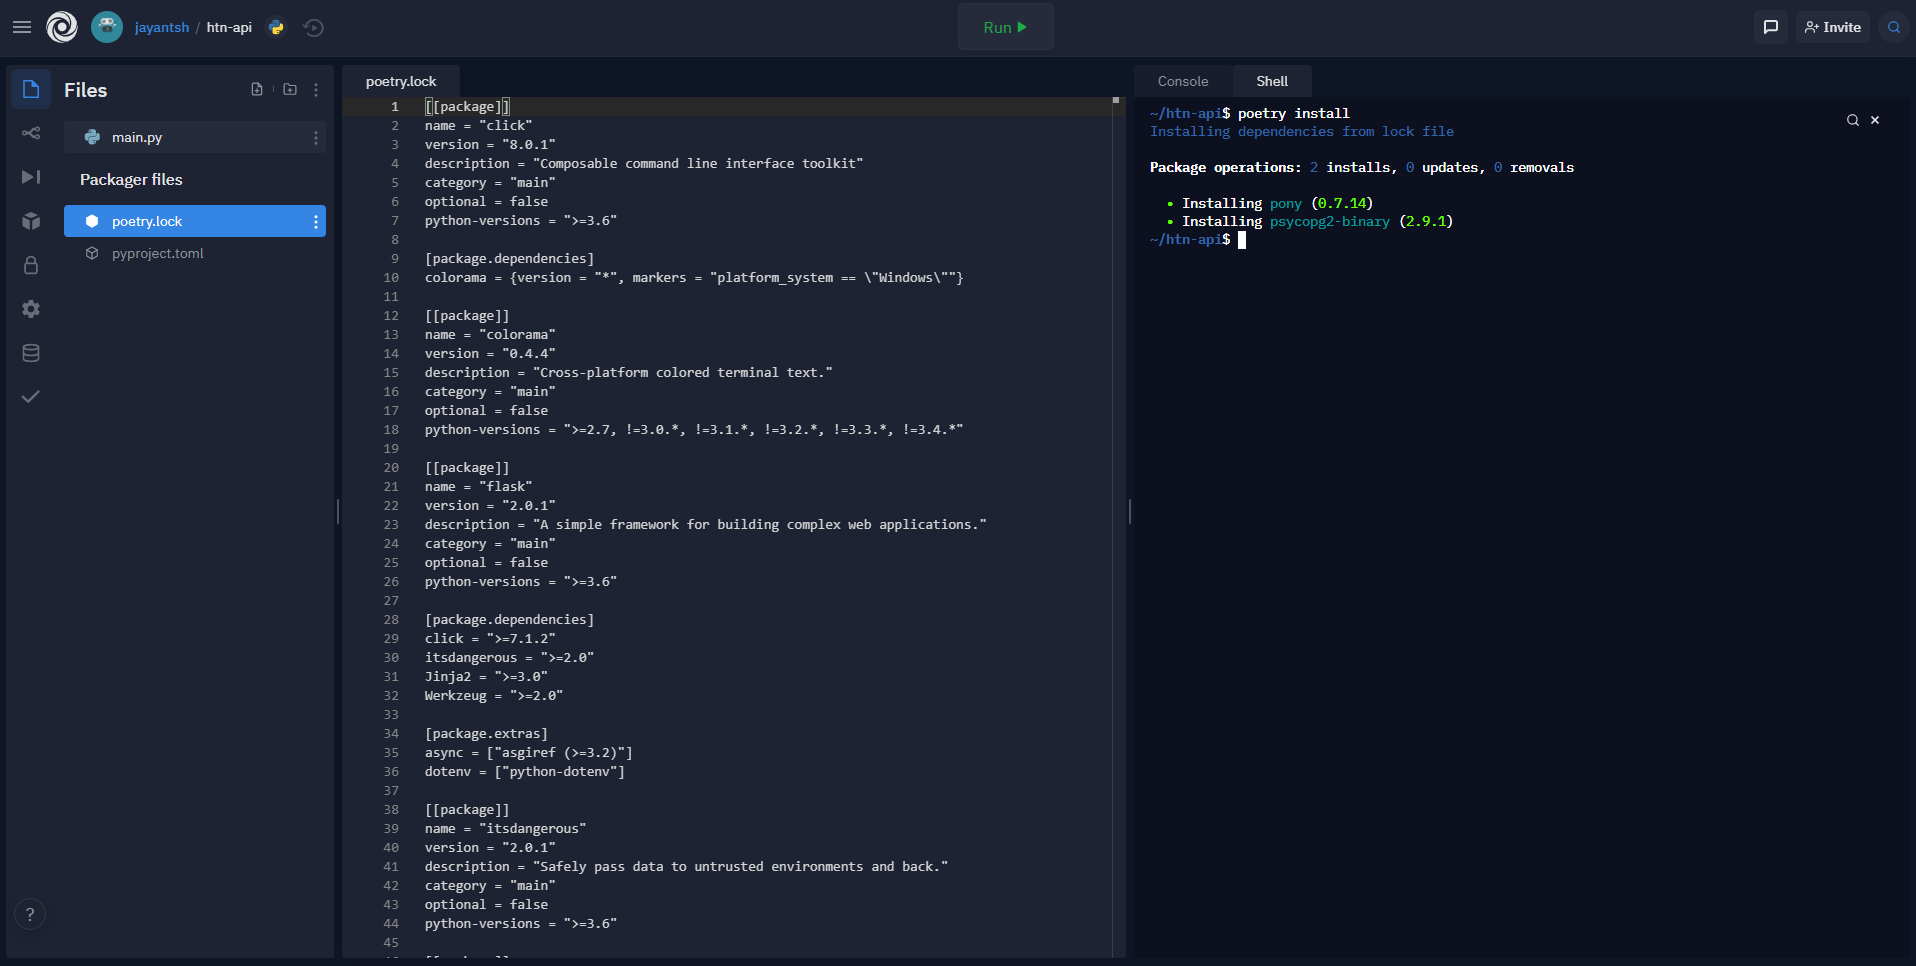 jayantsh / htn-api
Run
Invite
Files
main.py
Packager files
poetry.lock
pyproject.toml
?
poetry.lock
1 [[package]]
2 name = "click"
3 version = "8.0.1"
4 description = "Composable command line interface toolkit"
5 category = "main"
6 optional = false
7 python-versions = ">=3.6"
8
9 [package.dependencies]
10 colorama = {version = "*", markers = "platform_system == \"Windows\""}
11
12 [[package]]
13 name = "colorama"
14 version = "0.4.4"
15 description = "Cross-platform colored terminal text."
16 category = "main"
17 optional = false
18 python-versions = ">=2.7, !=3.0.*, !=3.1.*, !=3.2.*, !=3.3.*, !=3.4.*"
19
20 [[package]]
21 name = "flask"
22 version = "2.0.1"
23 description = "A simple framework for building complex web applications."
24 category = "main"
25 optional = false
26 python-versions = ">=3.6"
27
28 [package.dependencies]
29 click = ">=7.1.2"
30 itsdangerous = ">=2.0"
31 Jinja2 = ">=3.0"
32 Werkzeug = ">=2.0"
33
34 [package.extras]
35 async = ["asgiref (>=3.2)"]
36 dotenv = ["python-dotenv"]
37
38 [[package]]
39 name = "itsdangerous"
40 version = "2.0.1"
41 description = "Safely pass data to untrusted environments and back."
42 category = "main"
43 optional = false
44 python-versions = ">=3.6"
45
Console Shell
~/htn-api$ poetry install
Installing dependencies from lock file
Package operations: 2 installs, 0 updates, 0 removals
• Installing pony (0.7.14)
• Installing psycopg2-binary (2.9.1)
~/htn-api$